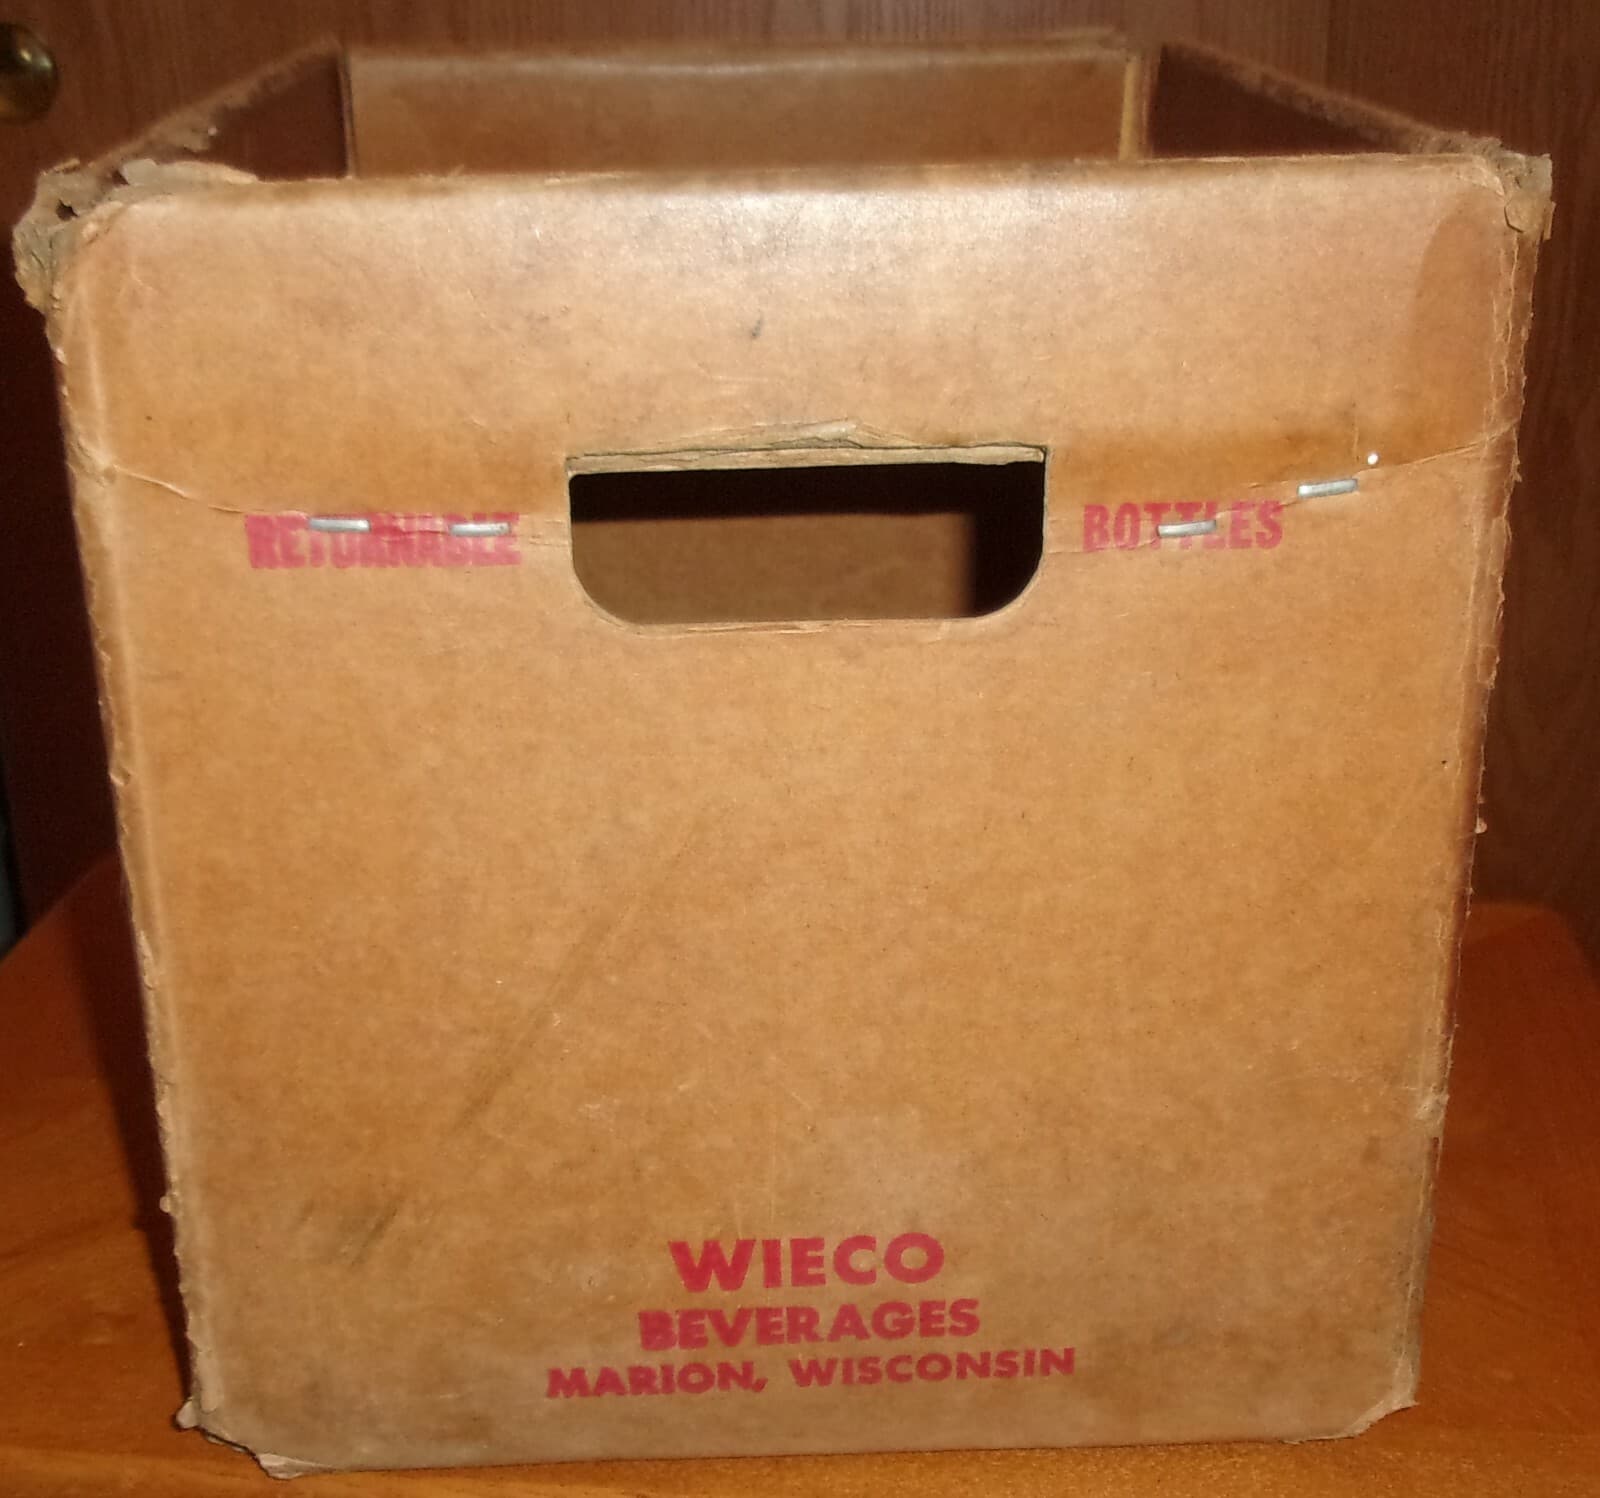 RETURNABLE BOTTLES
WIECO
BEVERAGES
MARION, WISCONSIN